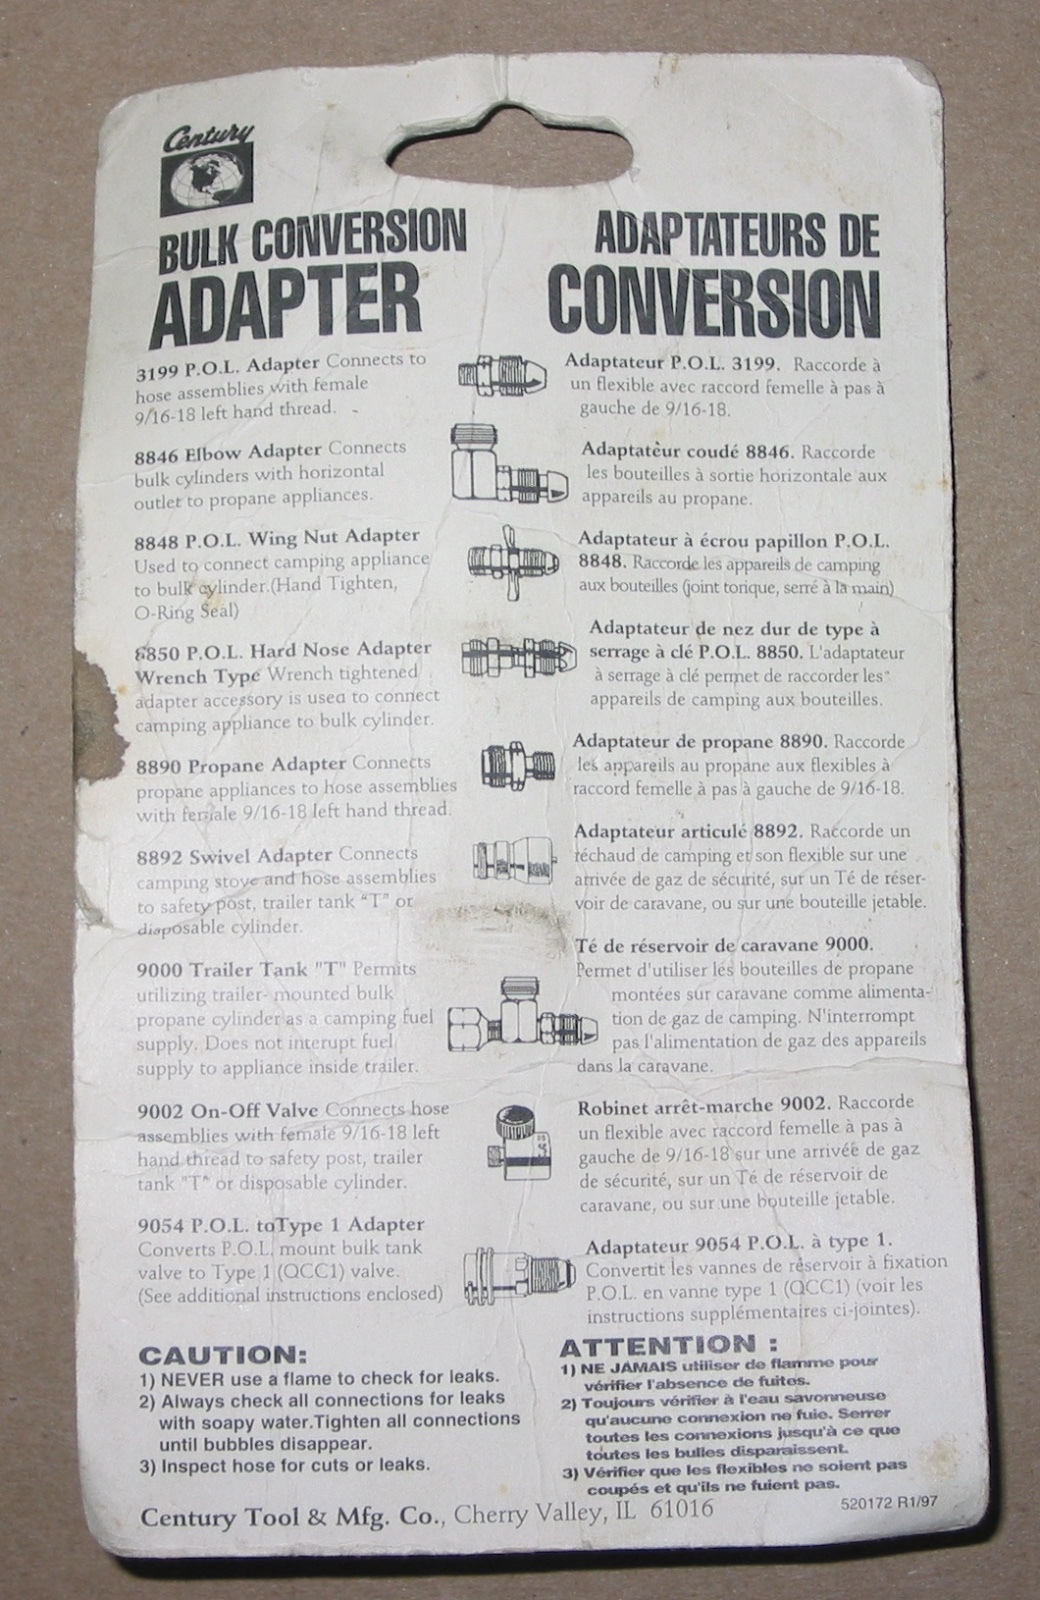 Century
BULK CONVERSION
ADAPTER
3199 P.O.L. Adapter Connects to
hose assemblies with female
9/16-18 left hand thread.
8846 Elbow Adapter Connects
bulk cylinders with horizontal
outlet to propane appliances.
8848 P.O.L. Wing Nut Adapter
Used to connect camping appliance
to bulk cylinder.(Hand Tighten,
O-Ring Seal)
8850 P.O.L. Hard Nose Adapter
Wrench Type Wrench tightened
adapter accessory is used to connect
camping appliance to bulk cylinder.
8890 Propane Adapter Connects
propane appliances to hose assemblies
with female 9/16-18 left hand thread.
8892 Swivel Adapter Connects
camping stove and hose assemblies
to safety post, trailer tank "T" or
disposable cylinder.
9000 Trailer Tank "T" Permits
utilizing trailer- mounted bulk
propane cylinder as a camping fuel
supply. Does not interupt fuel
supply to appliance inside trailer.
9002 On-Off Valve Connects hose
assemblies with female 9/16-18 left
hand thread to safety post, trailer
tank "T" or disposable cylinder.
9054 P.O.L. toType 1 Adapter
Converts P.O.L. mount bulk tank
valve to Type 1 (QCC1) valve.
(See additional instructions enclosed)
CAUTION:
1) NEVER use a flame to check for leaks.
2) Always check all connections for leaks
with soapy water.Tighten all connections
until bubbles disappear.
3) Inspect hose for cuts or leaks.
ADAPTATEURS DE
CONVERSION
Adaptateur P.O.L. 3199. Raccorde à
un flexible avec raccord femelle à pas à
gauche de 9/16-18.
Adaptateur coudé 8846. Raccorde
les bouteilles à sortie horizontale aux
appareils au propane.
Adaptateur à écrou papillon P.O.L.
8848. Raccorde les appareils de camping
aux bouteilles (joint torique, serré à la main)
Adaptateur de nez dur de type à
serrage à clé P.O.L. 8850. L'adaptateur
à serrage à clé permet de raccorder les
appareils de camping aux bouteilles.
Adaptateur de propane 8890. Raccorde
les appareils au propane aux flexibles à
raccord femelle à pas à gauche de 9/16-18.
Adaptateur articulé 8892. Raccorde un
réchaud de camping et son flexible sur une
arrivée de gaz de sécurité, sur un Té de réser-
voir de caravane, ou sur une bouteille jetable.
Té de réservoir de caravane 9000.
Permet d'utiliser les bouteilles de propane
montées sur caravane comme alimenta-
tion de gaz de camping. N'interrompt
pas l'alimentation de gaz des appareils
dans la caravane.
Robinet arrêt-marche 9002. Raccorde
un flexible avec raccord femelle à pas à
gauche de 9/16-18 sur une arrivée de gaz
de sécurité, sur un Té de réservoir de
caravane, ou sur une bouteille jetable.
Adaptateur 9054 P.O.L. à type 1.
Convertit les vannes de réservoir à fixation
P.O.L. en vanne type 1 (QCC1) (voir les
instructions supplémentaires ci-jointes).
ATTENTION :
1) NE JAMAIS utiliser de flamme pour
vérifier l'absence de fuites.
2) Toujours vérifier à l'eau savonneuse
qu'aucune connexion ne fuie. Serrer
toutes les connexions jusqu'à ce que
toutes les bulles disparaissent.
3) Vérifier que les flexibles ne soient pas
coupés et qu'ils ne fuient pas.
Century Tool & Mfg. Co., Cherry Valley, IL 61016
520172 R1/97